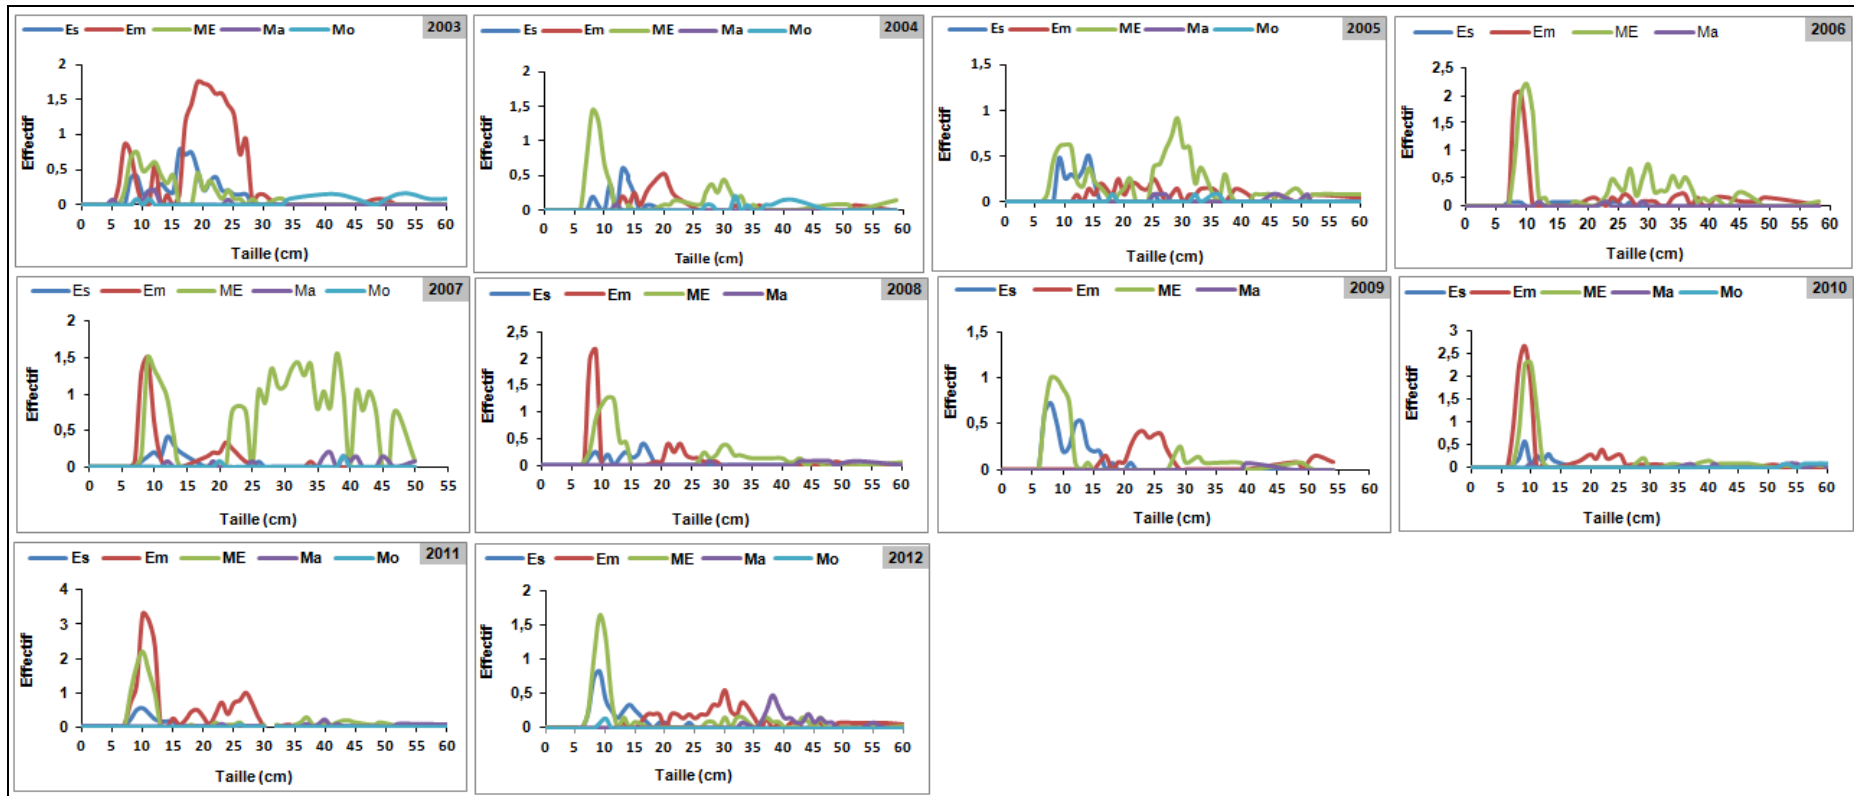 Es Em ME Ma Mo 2003
Effectif
2
1,5
1
0,5
0
0 5 10 15 20 25 30 35 40 45 50 55 60
Taille (cm)
Es Em ME Ma Mo 2004
Effectif
2
1,5
1
0,5
0
0 5 10 15 20 25 30 35 40 45 50 55 60
Taille (cm)
Es Em ME Ma Mo 2005
Effectif
1,5
1
0,5
0
0 5 10 15 20 25 30 35 40 45 50 55 60
Taille (cm)
Es Em ME Ma 2006
Effectif
2,5
2
1,5
1
0,5
0
0 5 10 15 20 25 30 35 40 45 50 55 60
Taille (cm)
Es Em ME Ma Mo 2007
Effectif
2
1,5
1
0,5
0
0 5 10 15 20 25 30 35 40 45 50 55
Taille (cm)
Es Em ME Ma 2008
Effectif
2,5
2
1,5
1
0,5
0
0 5 10 15 20 25 30 35 40 45 50 55 60
Taille (cm)
Es Em ME Ma 2009
Effectif
1,5
1
0,5
0
0 5 10 15 20 25 30 35 40 45 50 55 60
Taille (cm)
Es Em ME Ma Mo 2010
Effectif
3
2,5
2
1,5
1
0,5
0
0 5 10 15 20 25 30 35 40 45 50 55 60
Taille (cm)
Es Em ME Ma Mo 2011
Effectif
4
3
2
1
0
0 5 10 15 20 25 30 35 40 45 50 55 60
Taille (cm)
Es Em ME Ma Mo 2012
Effectif
2
1,5
1
0,5
0
0 5 10 15 20 25 30 35 40 45 50 55 60
Taille (cm)